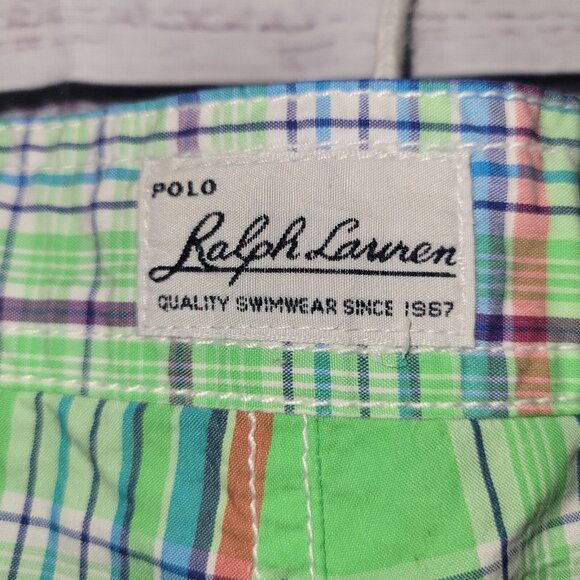 POLO
Ralph Lauren
QUALITY SWIMWEAR SINCE 1967